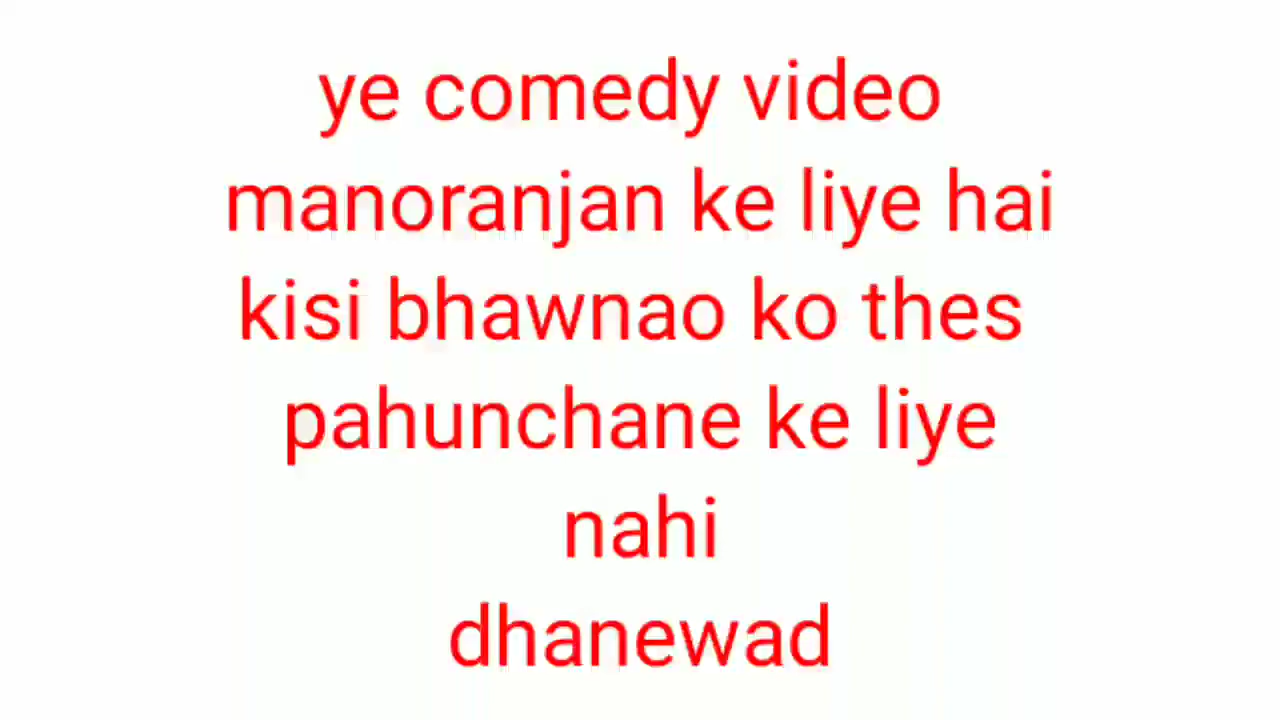 ye comedy video
manoranjan ke liye hai
kisi bhawnao ko thes
pahunchane ke liye
nahi
dhanewad